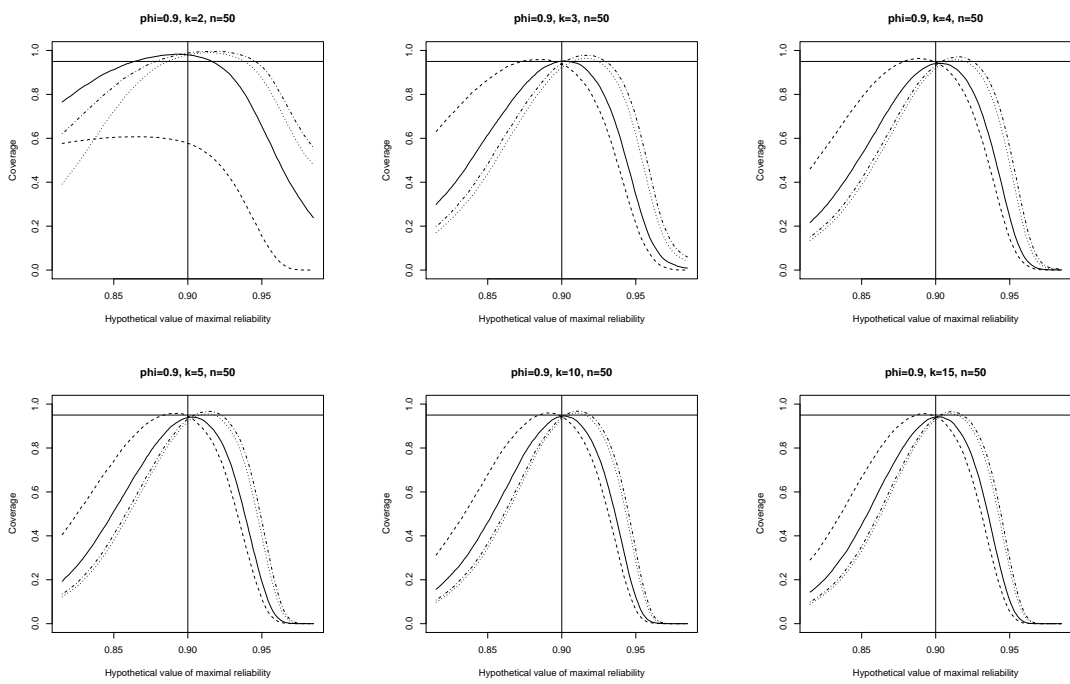 phi=0.9, k=2, n=50
Coverage
0.0 0.2 0.4 0.6 0.8 1.0
0.85 0.90 0.95
Hypothetical value of maximal reliability
phi=0.9, k=3, n=50
Coverage
0.0 0.2 0.4 0.6 0.8 1.0
0.85 0.90 0.95
Hypothetical value of maximal reliability
phi=0.9, k=4, n=50
Coverage
0.0 0.2 0.4 0.6 0.8 1.0
0.85 0.90 0.95
Hypothetical value of maximal reliability
phi=0.9, k=5, n=50
Coverage
0.0 0.2 0.4 0.6 0.8 1.0
0.85 0.90 0.95
Hypothetical value of maximal reliability
phi=0.9, k=10, n=50
Coverage
0.0 0.2 0.4 0.6 0.8 1.0
0.85 0.90 0.95
Hypothetical value of maximal reliability
phi=0.9, k=15, n=50
Coverage
0.0 0.2 0.4 0.6 0.8 1.0
0.85 0.90 0.95
Hypothetical value of maximal reliability